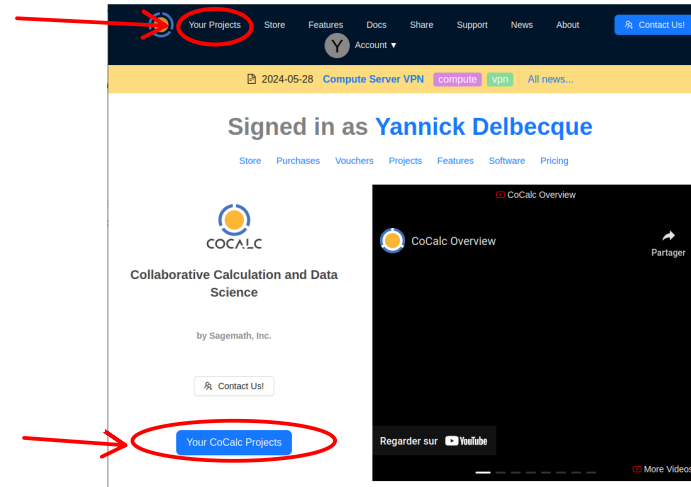 Your Projects Store Features Docs Share Support News About Contact Us!
Y Account ▼
2024-05-28 Compute Server VPN compute vpn All news...
Signed in as Yannick Delbecque
Store Purchases Vouchers Projects Features Software Pricing
CoCalc Overview
CoCalc Overview
Partager
COCALC
Collaborative Calculation and Data
Science
by Sagemath, Inc.
Contact Us!
Your CoCalc Projects
Regarder sur YouTube
More Videos